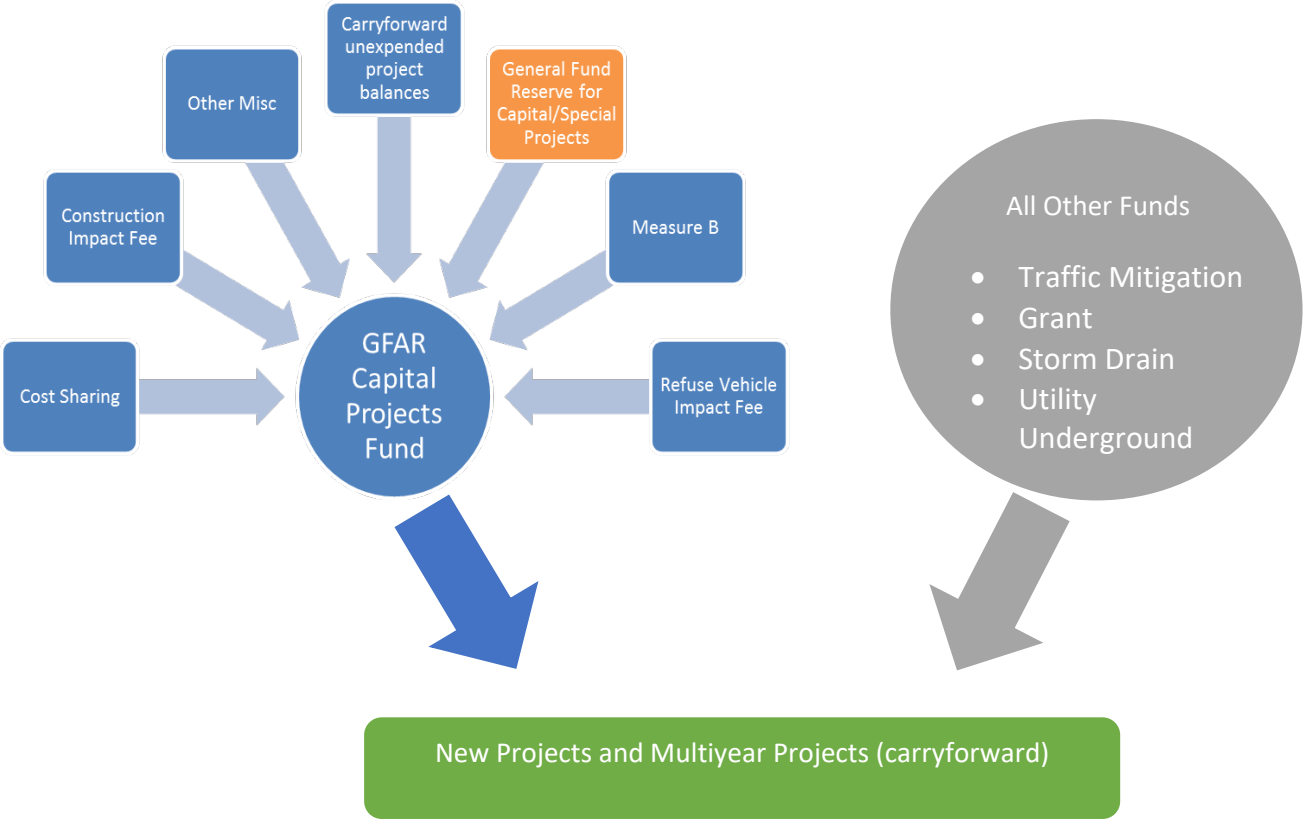 Carryforward
unexpended
project
balances
General Fund
Reserve for
Capital/Special
Projects
Other Misc
Construction
Impact Fee
Measure B
Cost Sharing
Refuse Vehicle
Impact Fee
GFAR
Capital
Projects
Fund
All Other Funds
• Traffic Mitigation
• Grant
• Storm Drain
• Utility
Underground
New Projects and Multiyear Projects (carryforward)